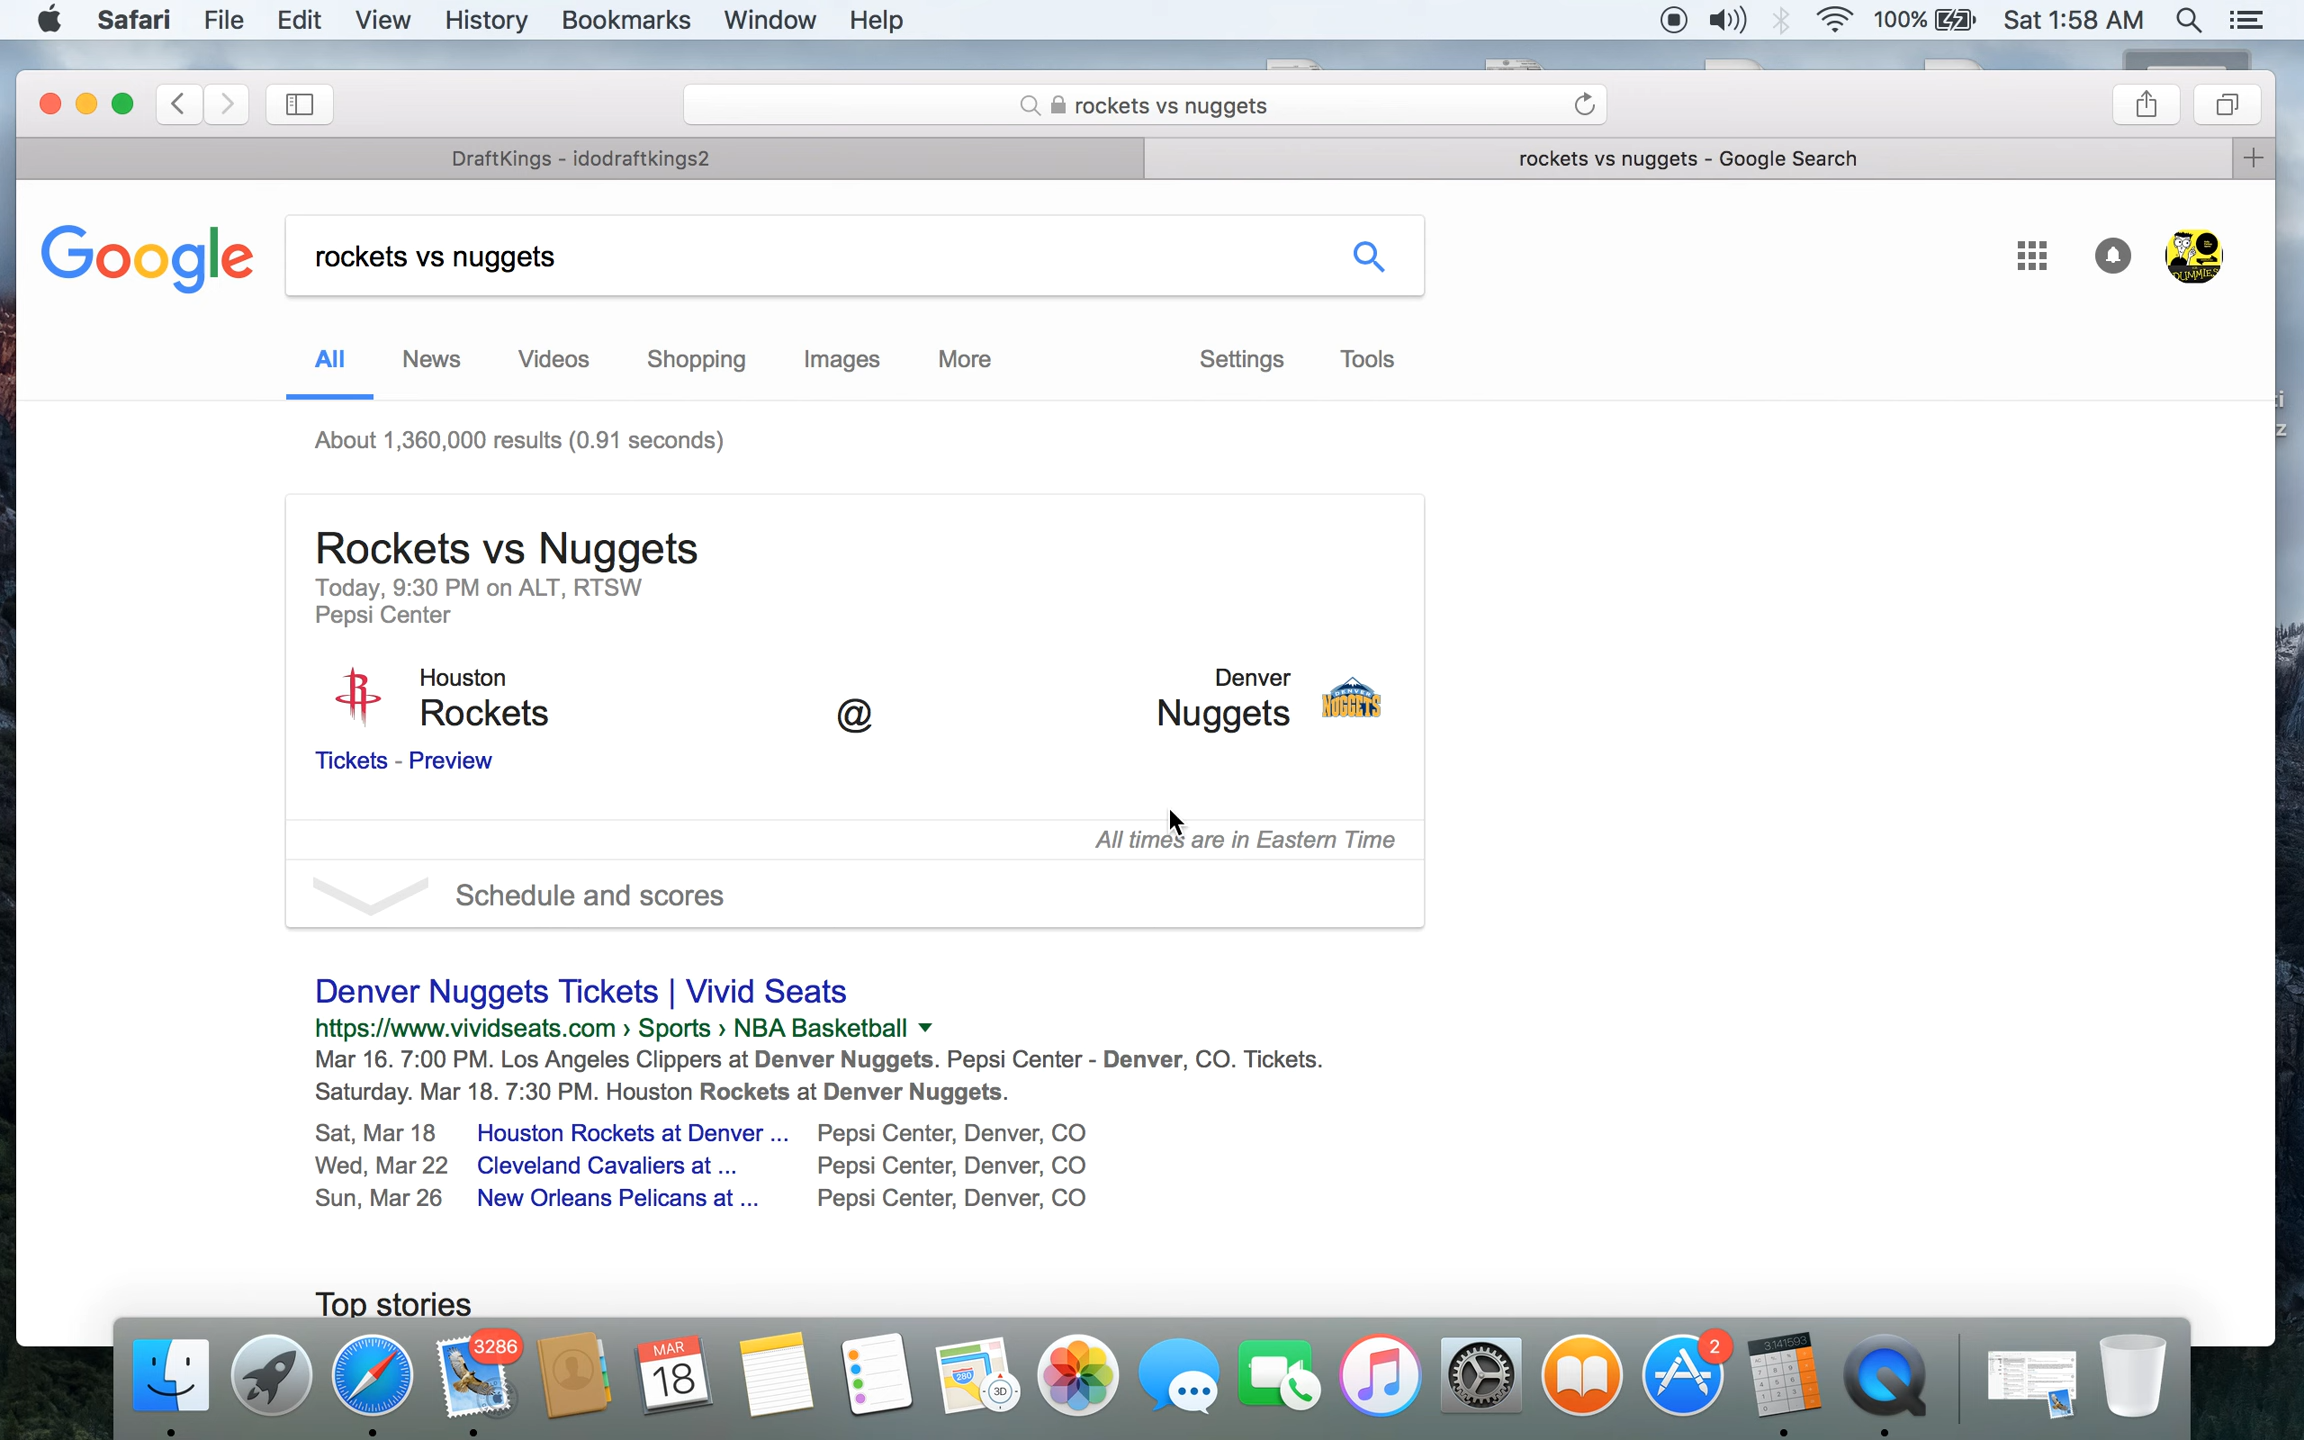 Safari File Edit View History Bookmarks Window Help 100% Sat 1:58 AM
rockets vs nuggets
DraftKings - idodraftkings2 rockets vs nuggets - Google Search
Google rockets vs nuggets
DUMMIES
All News Videos Shopping Images More Settings Tools
About 1,360,000 results (0.91 seconds)
Rockets vs Nuggets
Today, 9:30 PM on ALT, RTSW
Pepsi Center
Houston Denver
Rockets @ Nuggets
DENVER
NUGGETS
Tickets - Preview
All times are in Eastern Time
Schedule and scores
Denver Nuggets Tickets | Vivid Seats
https://www.vividseats.com › Sports › NBA Basketball
Mar 16. 7:00 PM. Los Angeles Clippers at Denver Nuggets. Pepsi Center - Denver, CO. Tickets.
Saturday. Mar 18. 7:30 PM. Houston Rockets at Denver Nuggets.
Sat, Mar 18 Houston Rockets at Denver ... Pepsi Center, Denver, CO
Wed, Mar 22 Cleveland Cavaliers at ... Pepsi Center, Denver, CO
Sun, Mar 26 New Orleans Pelicans at ... Pepsi Center, Denver, CO
Top stories
3286
MAR
18
280
3D
2
3.141593